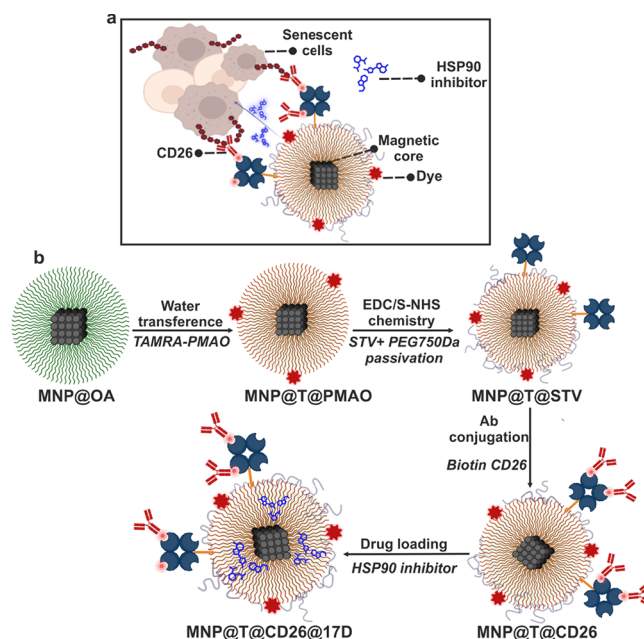 a
Senescent
cells
HSP90
inhibitor
Magnetic
core
CD26
Dye
b
Water
transference
TAMRA-PMAO
EDC/S-NHS
chemistry
STV+ PEG750Da
passivation
MNP@OA
MNP@T@PMAO
MNP@T@STV
Ab
conjugation
Biotin CD26
Drug loading
HSP90 inhibitor
MNP@T@CD26@17D
MNP@T@CD26